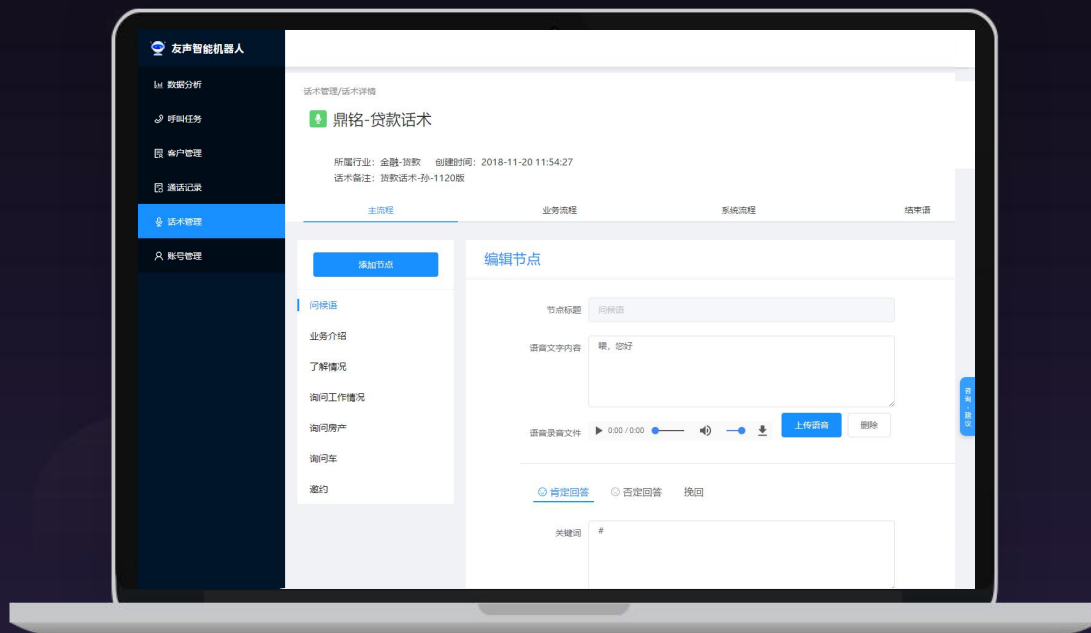 友声智能机器人
数据分析
呼叫任务
客户管理
通话记录
话术管理
账号管理
话术管理/话术详情
鼎铭-贷款话术
所属行业：金融-货款 创建时间：2018-11-20 11:54:27
话术备注：货款话术-孙-1120版
主流程 业务流程 系统流程 结束语
添加节点
问候语
业务介绍
了解情况
询问工作情况
询问房产
询问车
邀约
编辑节点
节点标题 问候语
语音文字内容 喂，您好
语音录音文件 0:00 / 0:00 上传语音 删除
肯定回答 否定回答 挽回
关键词 #
咨询·建议